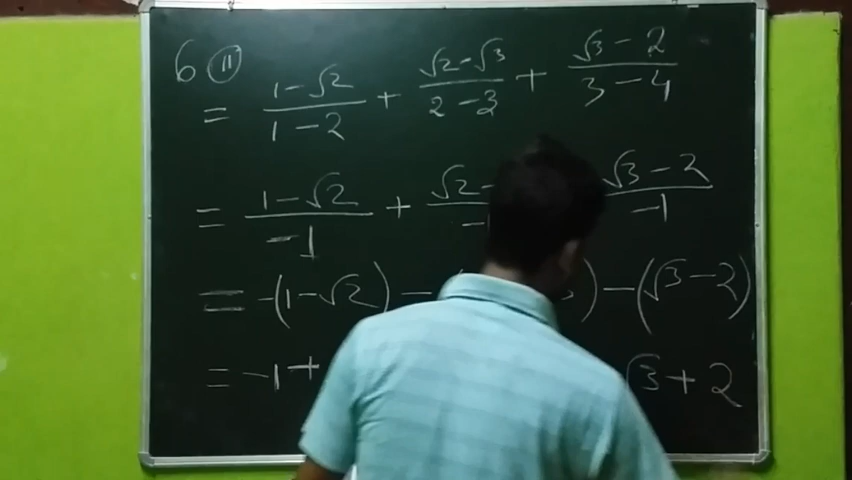 6 (ii)
= (1-√2)/(1-2) + (√2-√3)/(2-3) + (√3-2)/(3-4)
= (1-√2)/(-1) + √2- (√3-2)/(-1)
= -(1-√2) - ( ) - (√3-2)
= -1+ √3+2